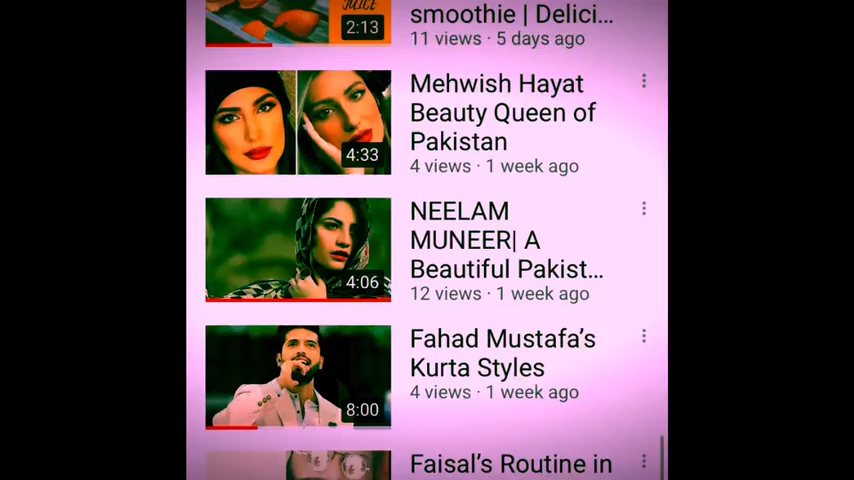 JUICE
2:13
smoothie | Delici...
11 views · 5 days ago
4:33
Mehwish Hayat
Beauty Queen of
Pakistan
4 views · 1 week ago
4:06
NEELAM
MUNEER| A
Beautiful Pakist...
12 views · 1 week ago
8:00
Fahad Mustafa's
Kurta Styles
4 views · 1 week ago
Faisal's Routine in